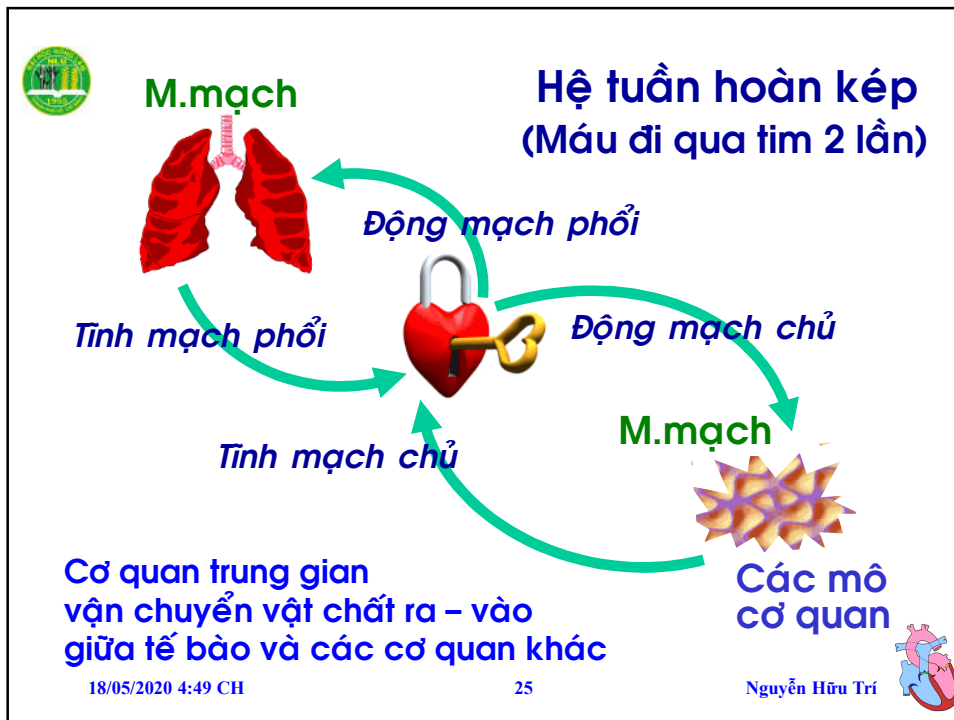 M.mạch
Hệ tuần hoàn kép
(Máu đi qua tim 2 lần)
Động mạch phổi
Tĩnh mạch phổi
Động mạch chủ
M.mạch
Tĩnh mạch chủ
Cơ quan trung gian
vận chuyển vật chất ra – vào
giữa tế bào và các cơ quan khác
Các mô
cơ quan
18/05/2020 4:49 CH
25
Nguyễn Hữu Trí